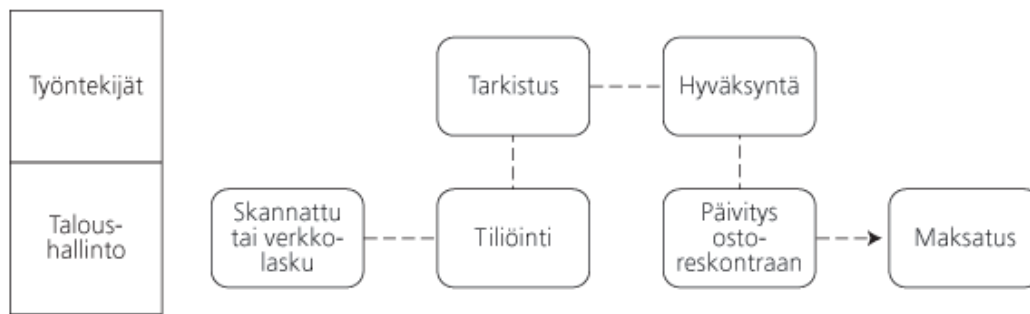 Työntekijät
Tarkistus
Hyväksyntä
Talous-
hallinto
Skannattu
tai verkko-
lasku
Tiliöinti
Päivitys
osto-
reskontraan
Maksatus